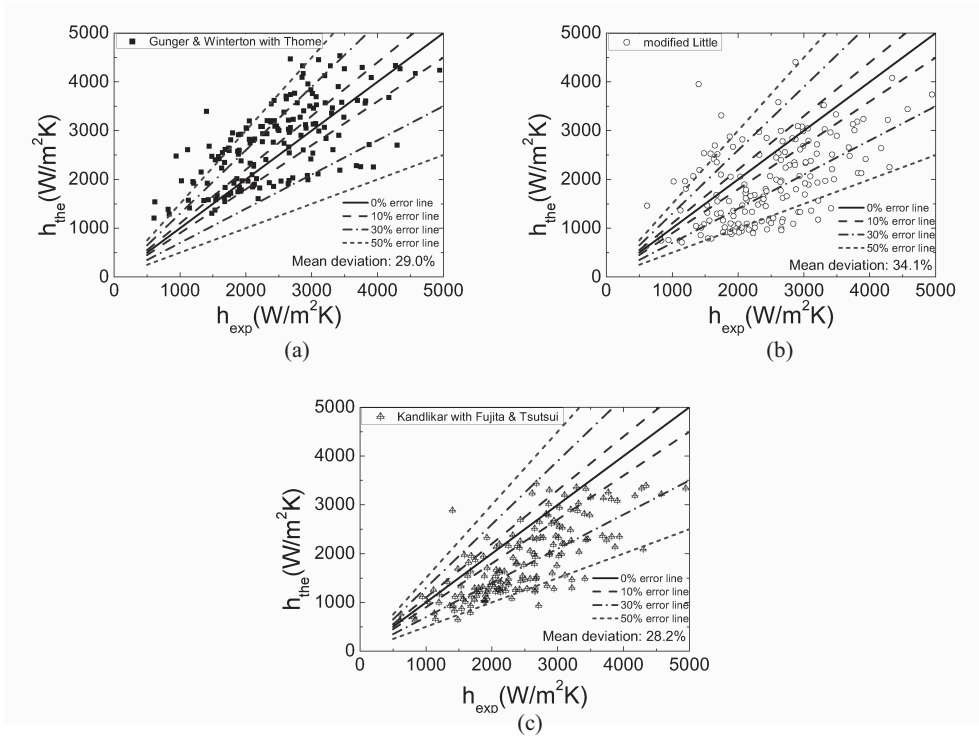 5000
4000
3000
2000
1000
0
h_the(W/m²K)
Gunger & Winterton with Thome
0% error line
10% error line
30% error line
50% error line
Mean deviation: 29.0%
0 1000 2000 3000 4000 5000
h_exp(W/m²K)
(a)
5000
4000
3000
2000
1000
0
h_the(W/m²K)
modified Little
0% error line
10% error line
30% error line
50% error line
Mean deviation: 34.1%
0 1000 2000 3000 4000 5000
h_exp(W/m²K)
(b)
5000
4000
3000
2000
1000
0
h_the(W/m²K)
Kandlikar with Fujita & Tsutsui
0% error line
10% error line
30% error line
50% error line
Mean deviation: 28.2%
0 1000 2000 3000 4000 5000
h_exp(W/m²K)
(c)